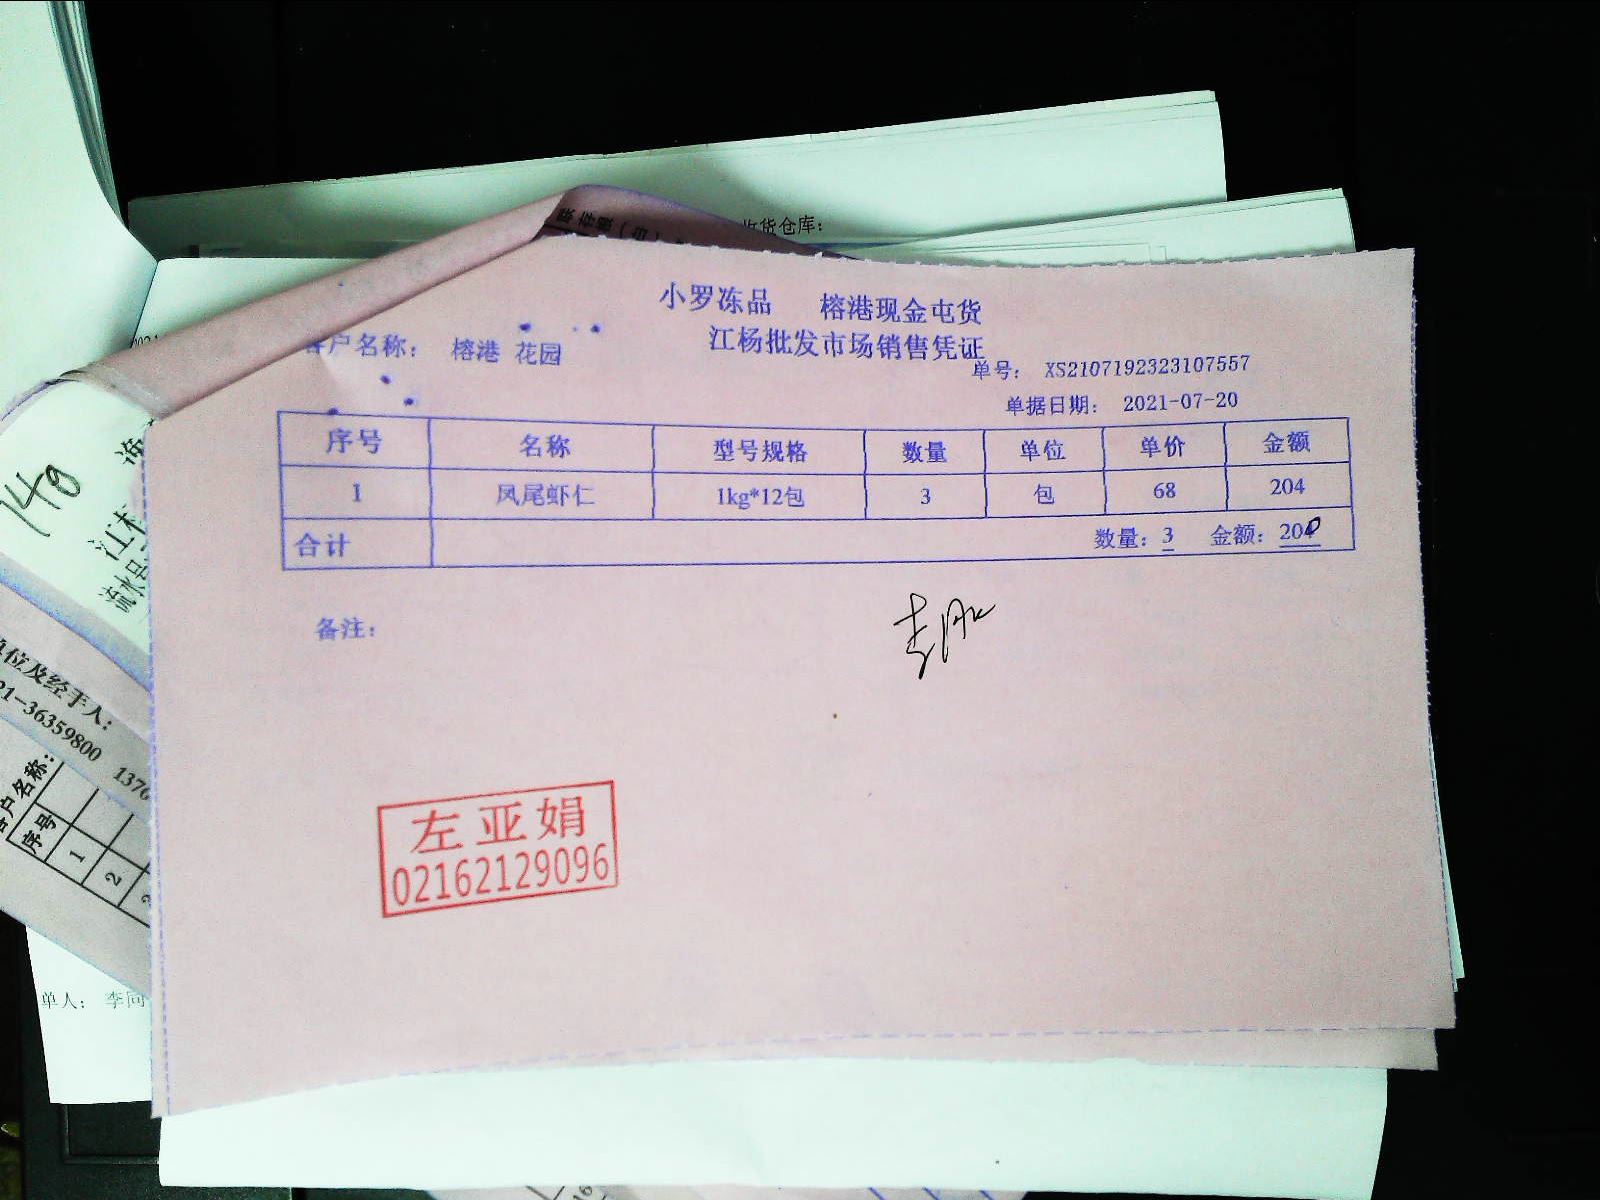 收货仓库：
小罗冻品 榕港现金屯货
江杨批发市场销售凭证
客户名称： 榕港 花园
单号： XS2107192323107557
单据日期： 2021-07-20
序号 名称 型号规格 数量 单位 单价 金额
1 凤尾虾仁 1kg*12包 3 包 68 204
合计 数量：3 金额：200
备注：
左亚娟
02162129096
140
单位及经手人：
21-36359800 1376
客户名称：
序号
1
2
单人： 李同